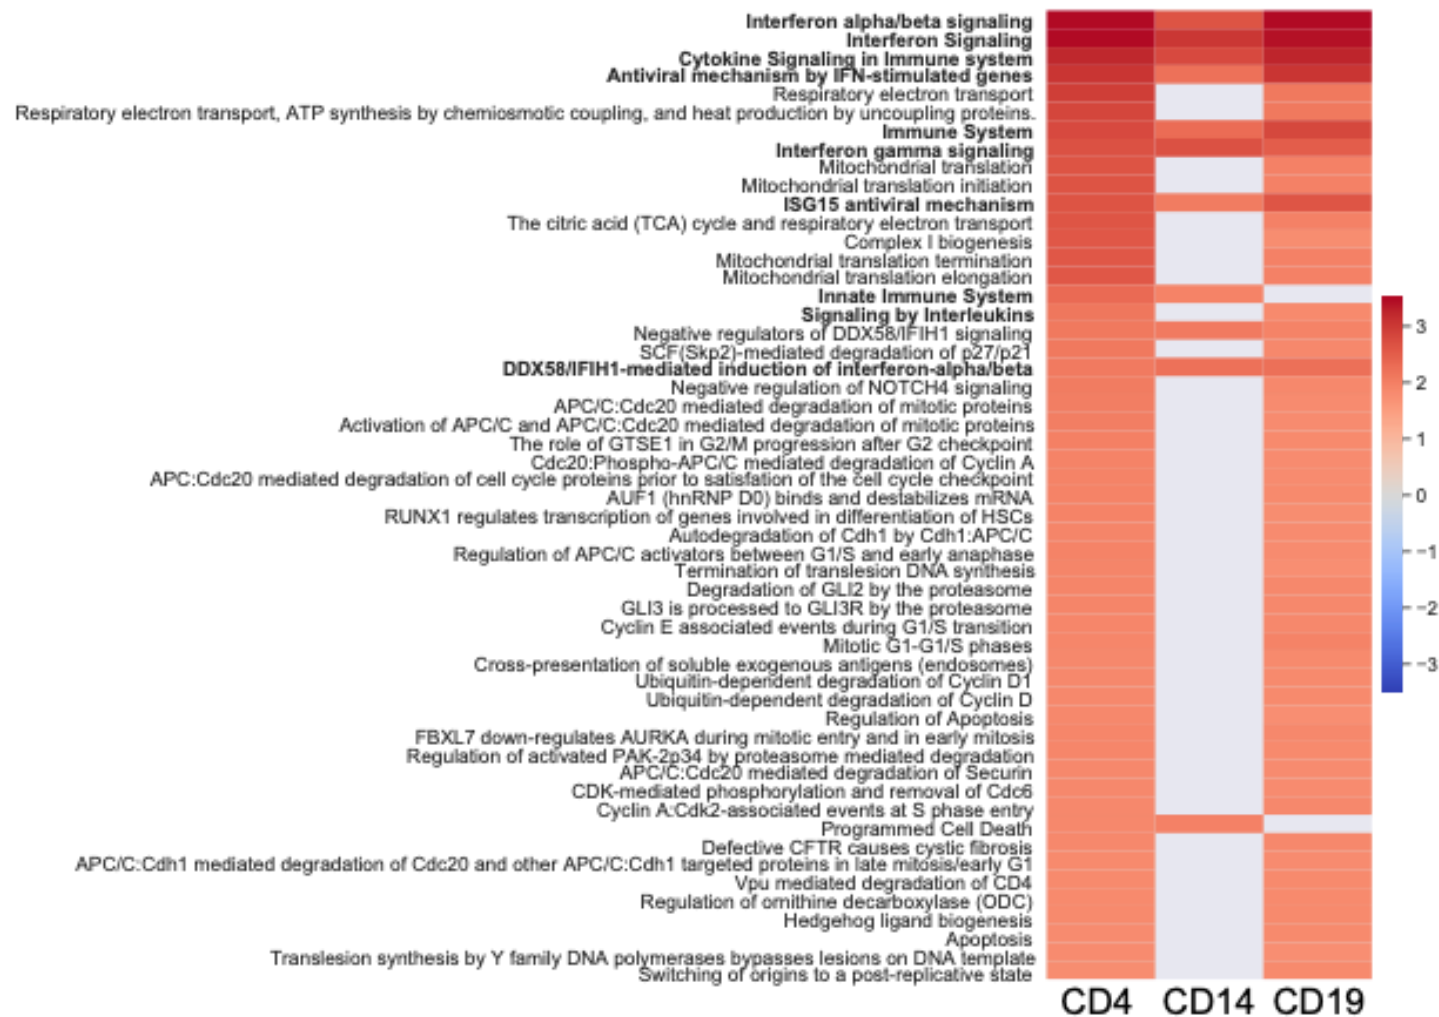 Interferon alpha/beta signaling
Interferon Signaling
Cytokine Signaling in Immune system
Antiviral mechanism by IFN-stimulated genes
Respiratory electron transport
Respiratory electron transport, ATP synthesis by chemiosmotic coupling, and heat production by uncoupling proteins.
Immune System
Interferon gamma signaling
Mitochondrial translation
Mitochondrial translation initiation
ISG15 antiviral mechanism
The citric acid (TCA) cycle and respiratory electron transport
Complex I biogenesis
Mitochondrial translation termination
Mitochondrial translation elongation
Innate Immune System
Signaling by Interleukins
Negative regulators of DDX58/IFIH1 signaling
SCF(Skp2)-mediated degradation of p27/p21
DDX58/IFIH1-mediated induction of interferon-alpha/beta
Negative regulation of NOTCH4 signaling
APC/C:Cdc20 mediated degradation of mitotic proteins
Activation of APC/C and APC/C:Cdc20 mediated degradation of mitotic proteins
The role of GTSE1 in G2/M progression after G2 checkpoint
Cdc20:Phospho-APC/C mediated degradation of Cyclin A
APC:Cdc20 mediated degradation of cell cycle proteins prior to satisfation of the cell cycle checkpoint
AUF1 (hnRNP D0) binds and destabilizes mRNA
RUNX1 regulates transcription of genes involved in differentiation of HSCs
Autodegradation of Cdh1 by Cdh1:APC/C
Regulation of APC/C activators between G1/S and early anaphase
Termination of translesion DNA synthesis
Degradation of GLI2 by the proteasome
GLI3 is processed to GLI3R by the proteasome
Cyclin E associated events during G1/S transition
Mitotic G1-G1/S phases
Cross-presentation of soluble exogenous antigens (endosomes)
Ubiquitin-dependent degradation of Cyclin D1
Ubiquitin-dependent degradation of Cyclin D
Regulation of Apoptosis
FBXL7 down-regulates AURKA during mitotic entry and in early mitosis
Regulation of activated PAK-2p34 by proteasome mediated degradation
APC/C:Cdc20 mediated degradation of Securin
CDK-mediated phosphorylation and removal of Cdc6
Cyclin A:Cdk2-associated events at S phase entry
Programmed Cell Death
Defective CFTR causes cystic fibrosis
APC/C:Cdh1 mediated degradation of Cdc20 and other APC/C:Cdh1 targeted proteins in late mitosis/early G1
Vpu mediated degradation of CD4
Regulation of ornithine decarboxylase (ODC)
Hedgehog ligand biogenesis
Apoptosis
Translesion synthesis by Y family DNA polymerases bypasses lesions on DNA template
Switching of origins to a post-replicative state
CD4 CD14 CD19
3
2
1
0
−1
−2
−3